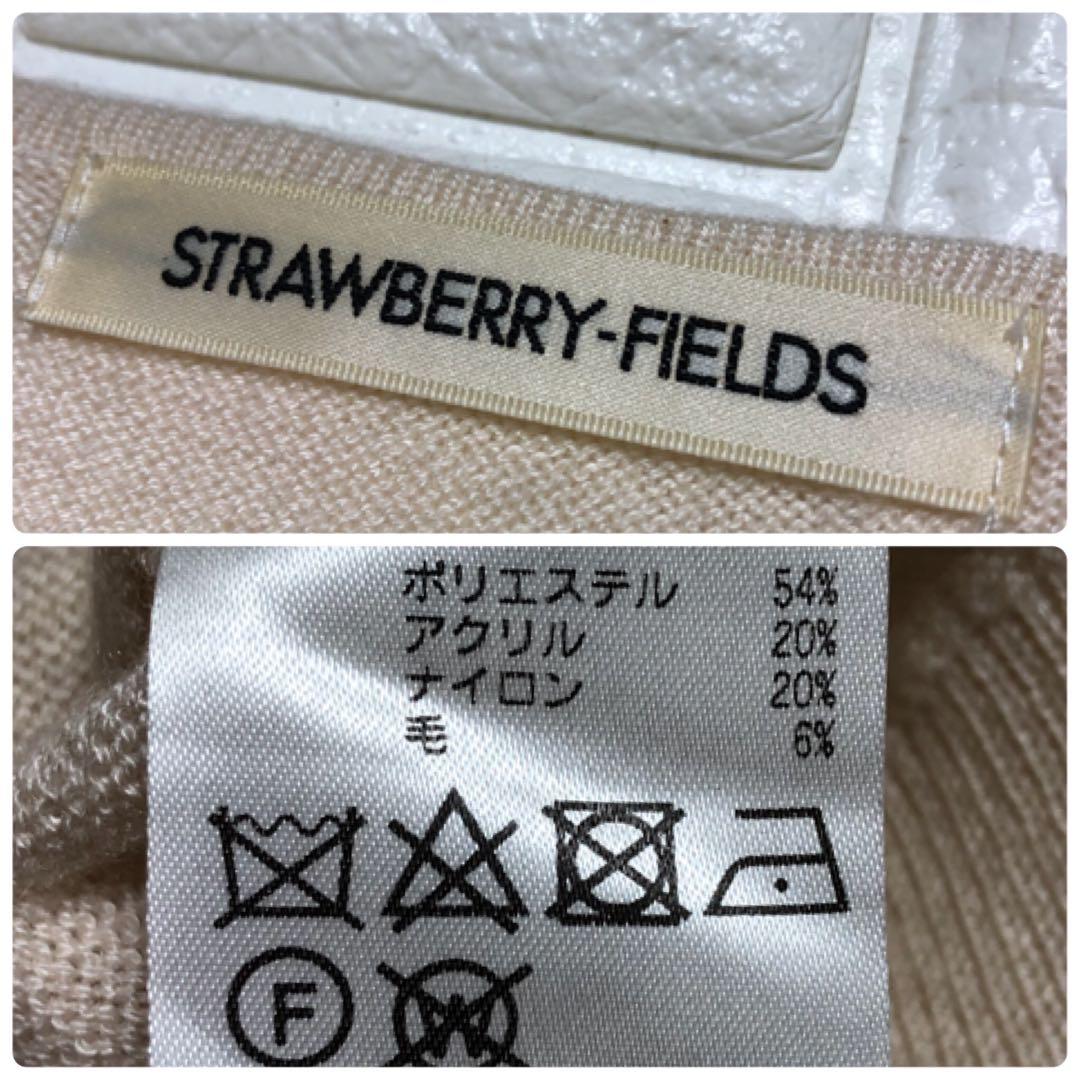 STRAWBERRY-FIELDS
ポリエステル 54%
アクリル 20%
ナイロン 20%
毛 6%
F
W